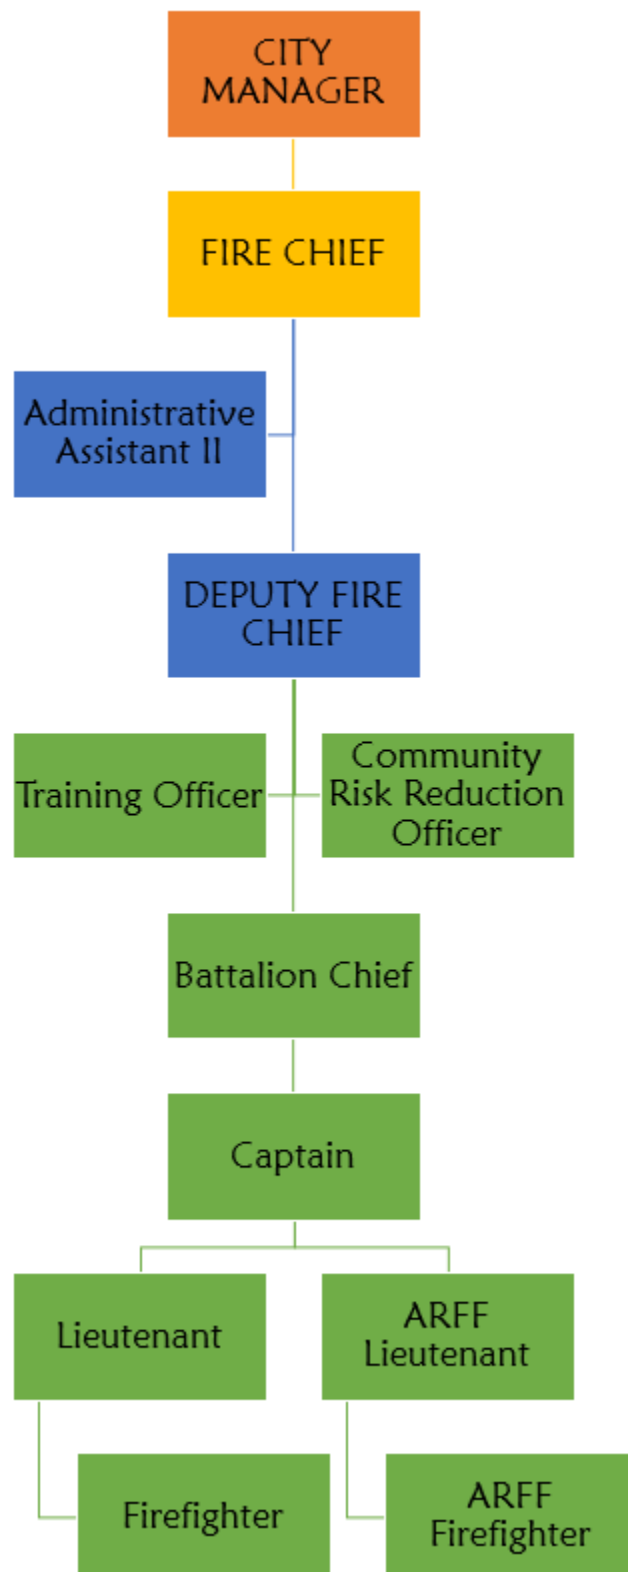 CITY
MANAGER
FIRE CHIEF
Administrative
Assistant II
DEPUTY FIRE
CHIEF
Training Officer
Community
Risk Reduction
Officer
Battalion Chief
Captain
Lieutenant
ARFF
Lieutenant
Firefighter
ARFF
Firefighter